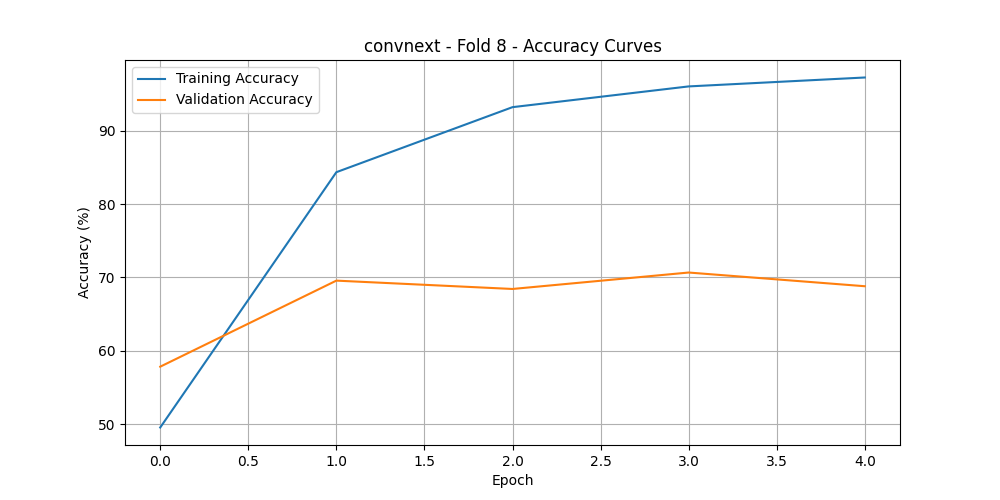 convnext - Fold 8 - Accuracy Curves
Training Accuracy
Validation Accuracy
Accuracy (%)
90
80
70
60
50
0.0 0.5 1.0 1.5 2.0 2.5 3.0 3.5 4.0
Epoch